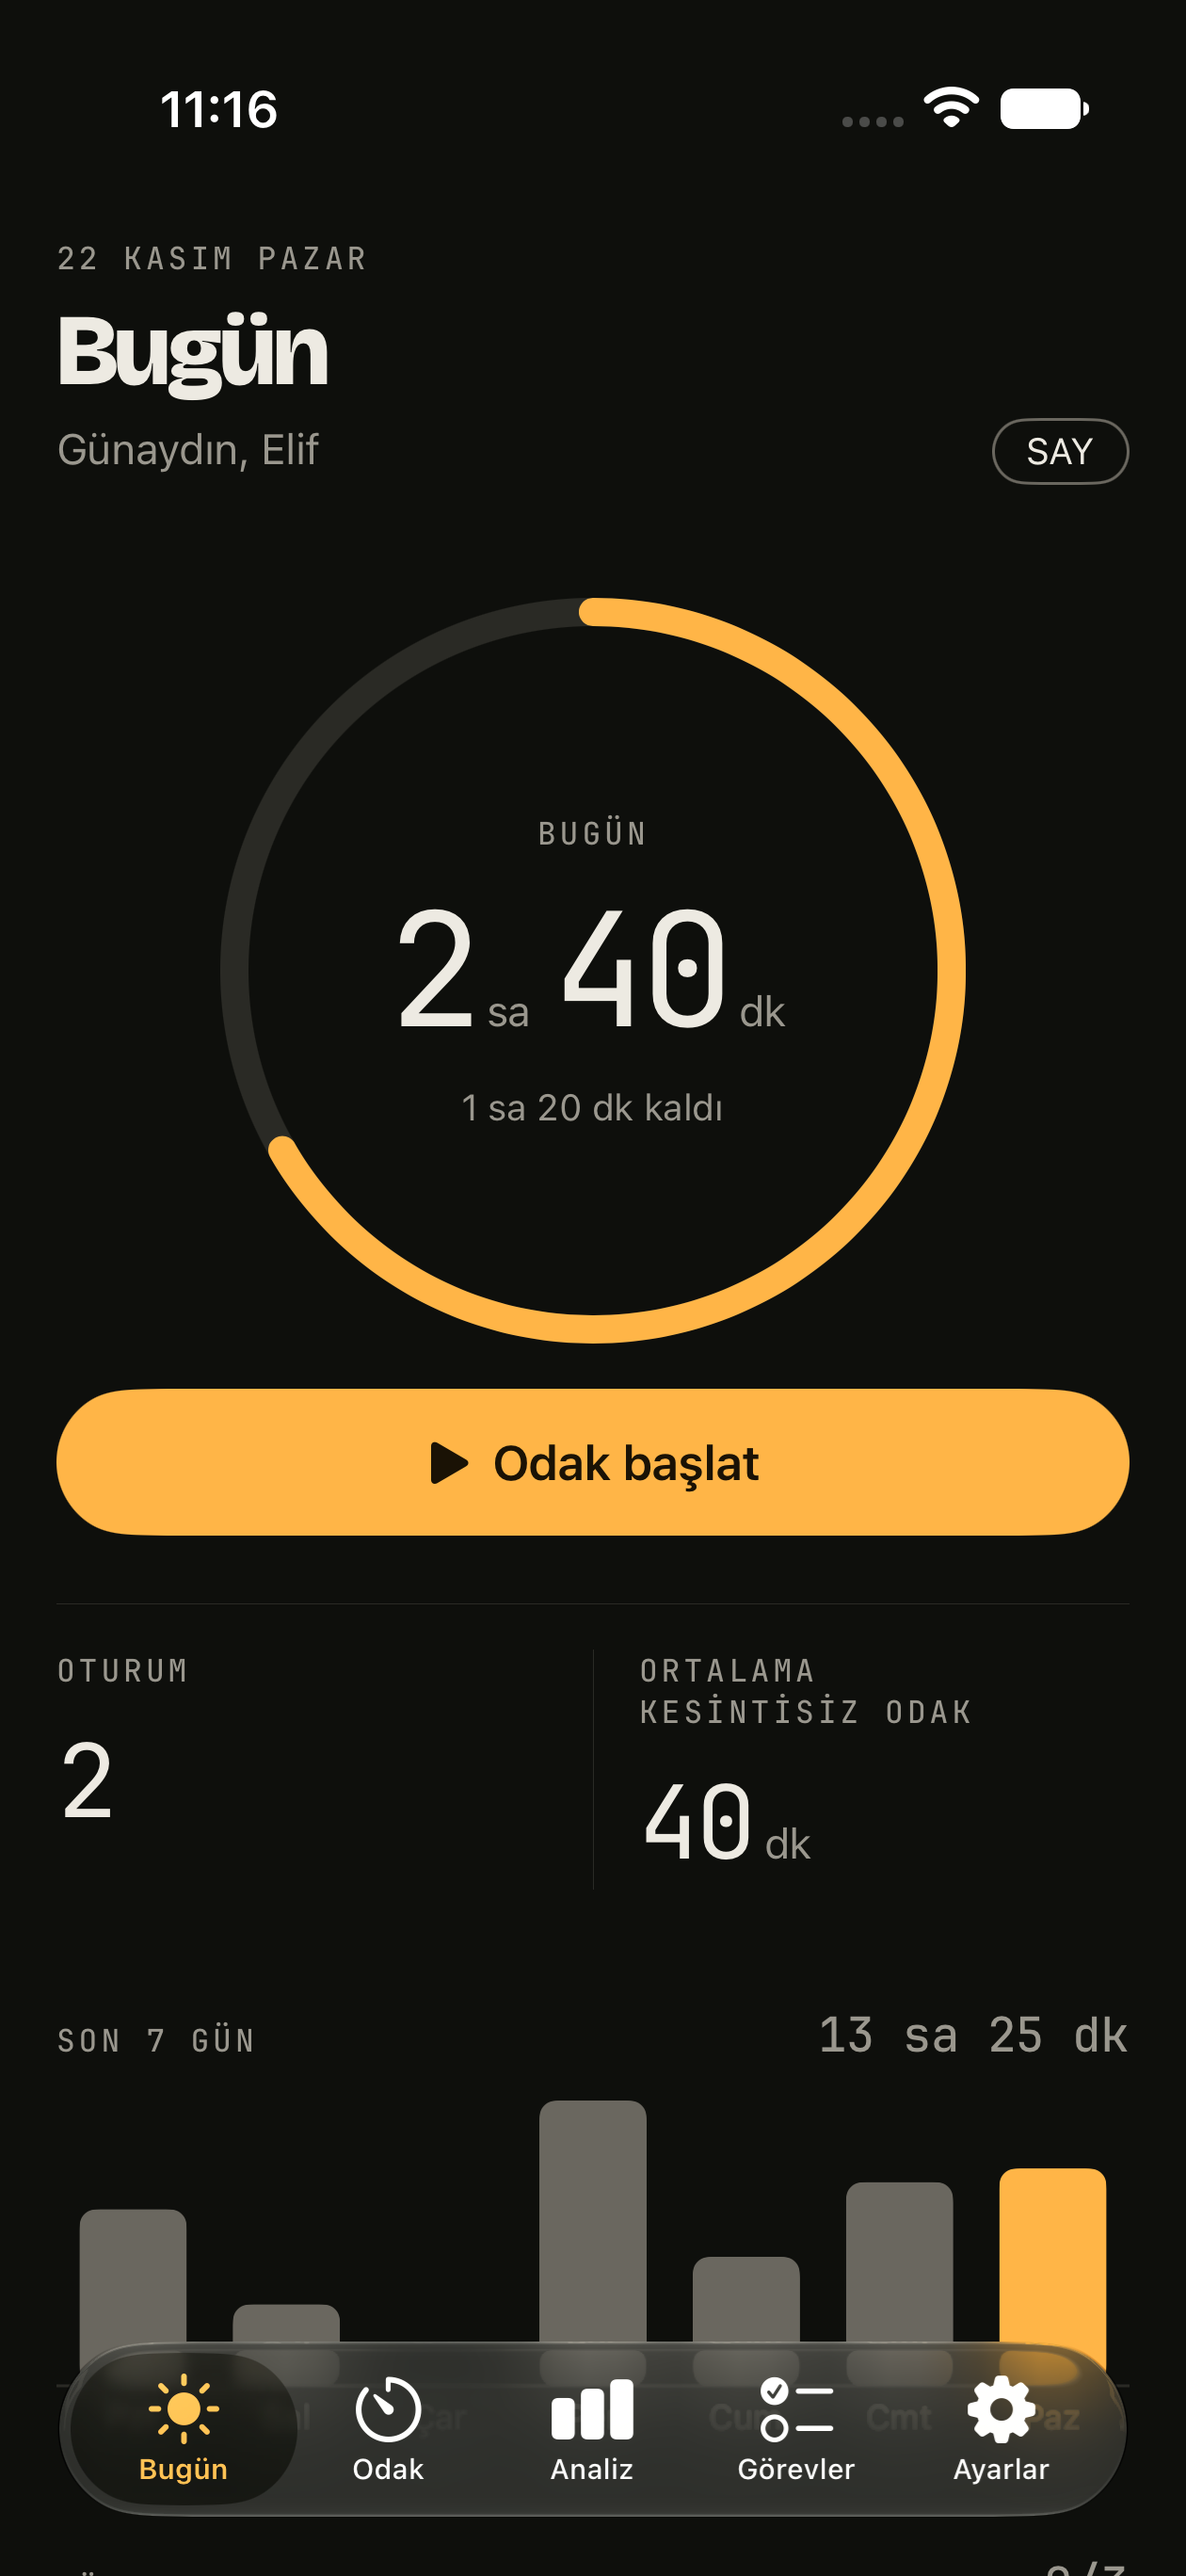 11:16
22 KASIM PAZAR
Bugün
Günaydın, Elif
SAY
BUGÜN
2 sa 40 dk
1 sa 20 dk kaldı
Odak başlat
OTURUM
2
ORTALAMA
KESİNTİSİZ ODAK
40 dk
SON 7 GÜN
13 sa 25 dk
Cmt
Paz
Bugün
Odak
Analiz
Görevler
Ayarlar